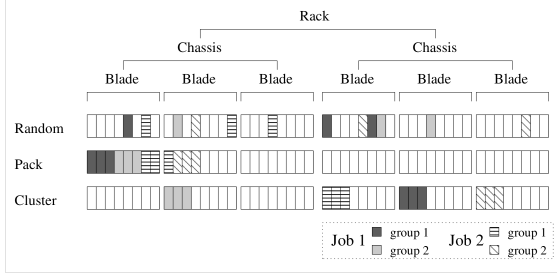 Rack
Chassis Chassis
Blade Blade Blade Blade Blade Blade
Random
Pack
Cluster
Job 1 group 1 Job 2 group 1
group 2 group 2